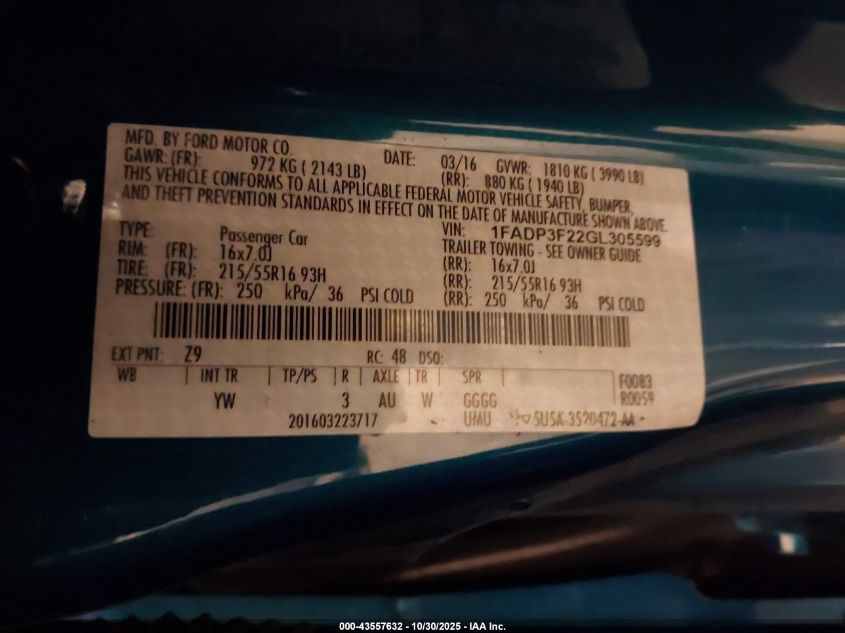 MFD. BY FORD MOTOR CO.
DATE: 03/16 GVWR: 1810 KG ( 3990 LB)
GAWR: (FR): 972 KG ( 2143 LB) (RR): 880 KG ( 1940 LB)
THIS VEHICLE CONFORMS TO ALL APPLICABLE FEDERAL MOTOR VEHICLE SAFETY, BUMPER,
AND THEFT PREVENTION STANDARDS IN EFFECT ON THE DATE OF MANUFACTURE SHOWN ABOVE.
VIN: 1FADP3F22GL305599
TYPE: Passenger Car TRAILER TOWING - SEE OWNER GUIDE
RIM: (FR): 16x7.0J (RR): 16x7.0J
TIRE: (FR): 215/55R16 93H (RR): 215/55R16 93H
PRESSURE: (FR): 250 kPa/ 36 PSI COLD (RR): 250 kPa/ 36 PSI COLD
EXT PNT: Z9 RC: 48 DSO:
WB INT TR TP/PS R AXLE TR SPR F0083
YW 3 AU W GGGG R0059
201603223717 UMU 5U5A-3520472-AA
000-43557632 - 10/30/2025 - IAA Inc.